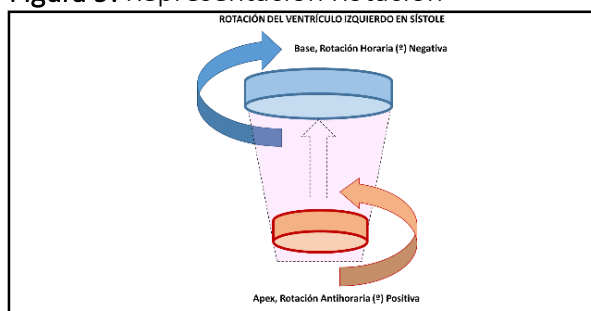 ROTACIÓN DEL VENTRÍCULO IZQUIERDO EN SÍSTOLE
Base, Rotación Horaria (º) Negativa
Apex, Rotación Antihoraria (º) Positiva